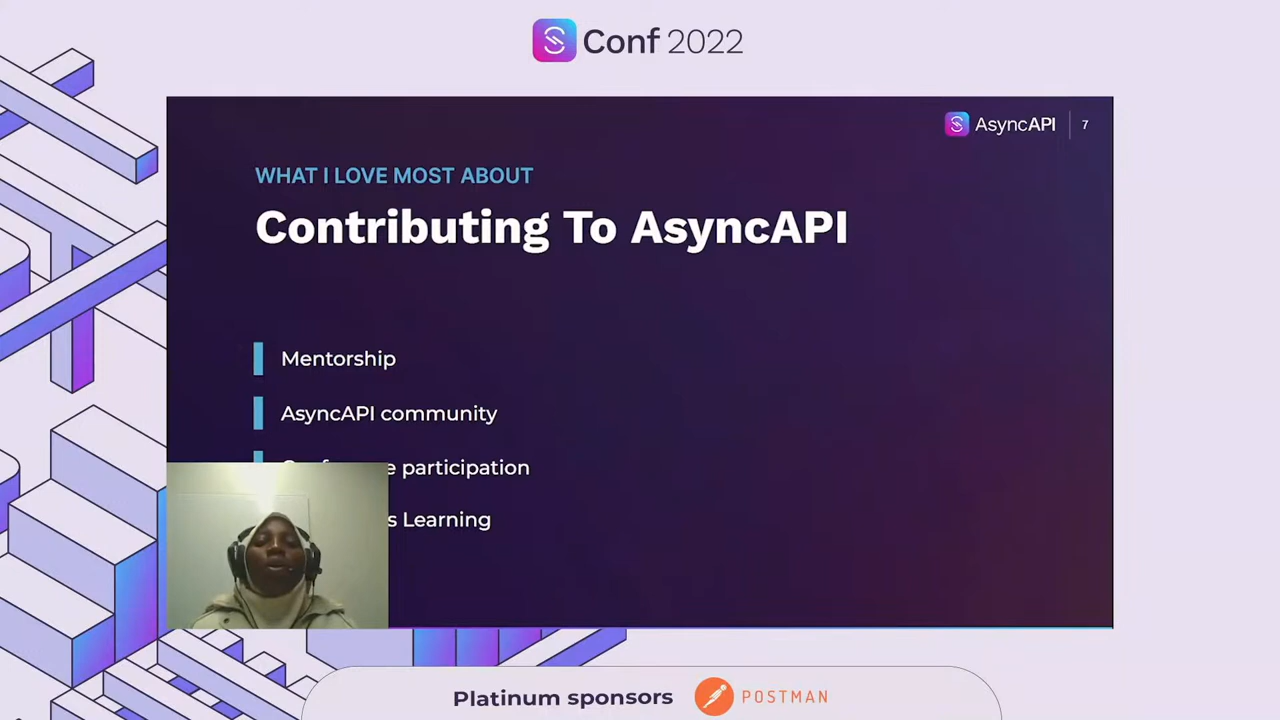 Conf 2022
AsyncAPI 7
WHAT I LOVE MOST ABOUT
Contributing To AsyncAPI
Mentorship
AsyncAPI community
participation
Learning
Platinum sponsors POSTMAN